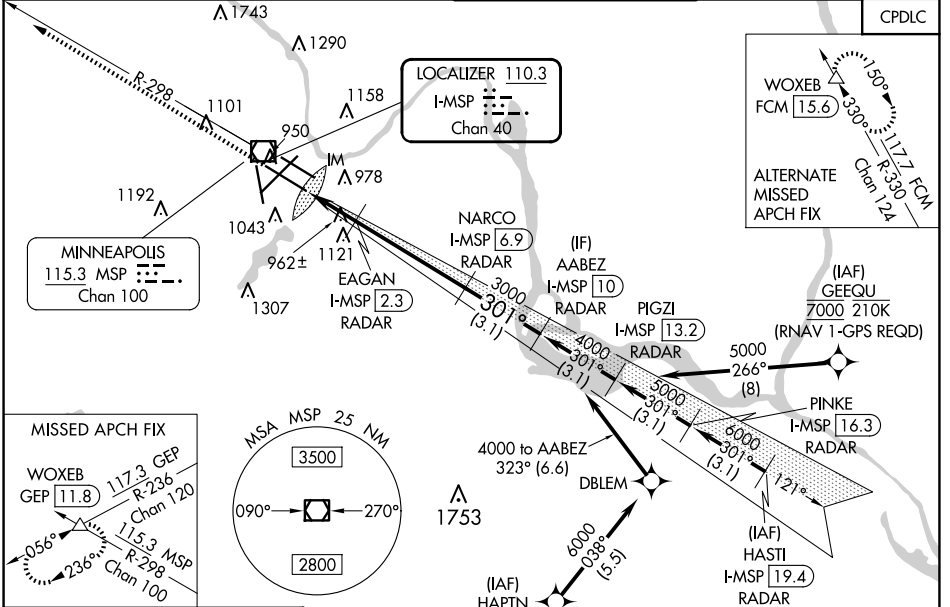 1743
CPDLC
1290
LOCALIZER 110.3
I-MSP
Chan 40
R-298
1158
1101
950
IM
978
WOXEB
FCM 15.6
150°
330°
117.7 FCM
R-330
Chan 124
ALTERNATE
MISSED
APCH FIX
1192
1043
MINNEAPOLIS
115.3 MSP
Chan 100
962±
1121
1307
EAGAN
I-MSP 2.3
RADAR
NARCO
I-MSP 6.9
RADAR
(IF)
AABEZ
I-MSP 10
RADAR
3000
301°
(3.1)
PIGZI
I-MSP 13.2
RADAR
4000
301°
(3.1)
(IAF)
GEEQU
7000 210K
(RNAV 1-GPS REQD)
5000
266°
(8)
5000
301°
(3.1)
PINKE
I-MSP 16.3
RADAR
6000
301°
(3.1)
121°
(IAF)
HASTI
I-MSP 19.4
RADAR
4000 to AABEZ
323° (6.6)
DBLEM
6000
038°
(5.5)
(IAF)
HAPTN
1753
MISSED APCH FIX
WOXEB
GEP 11.8
117.3 GEP
R-236
Chan 120
056°
236°
115.3 MSP
R-298
Chan 100
MSA MSP 25 NM
3500
090°
270°
2800